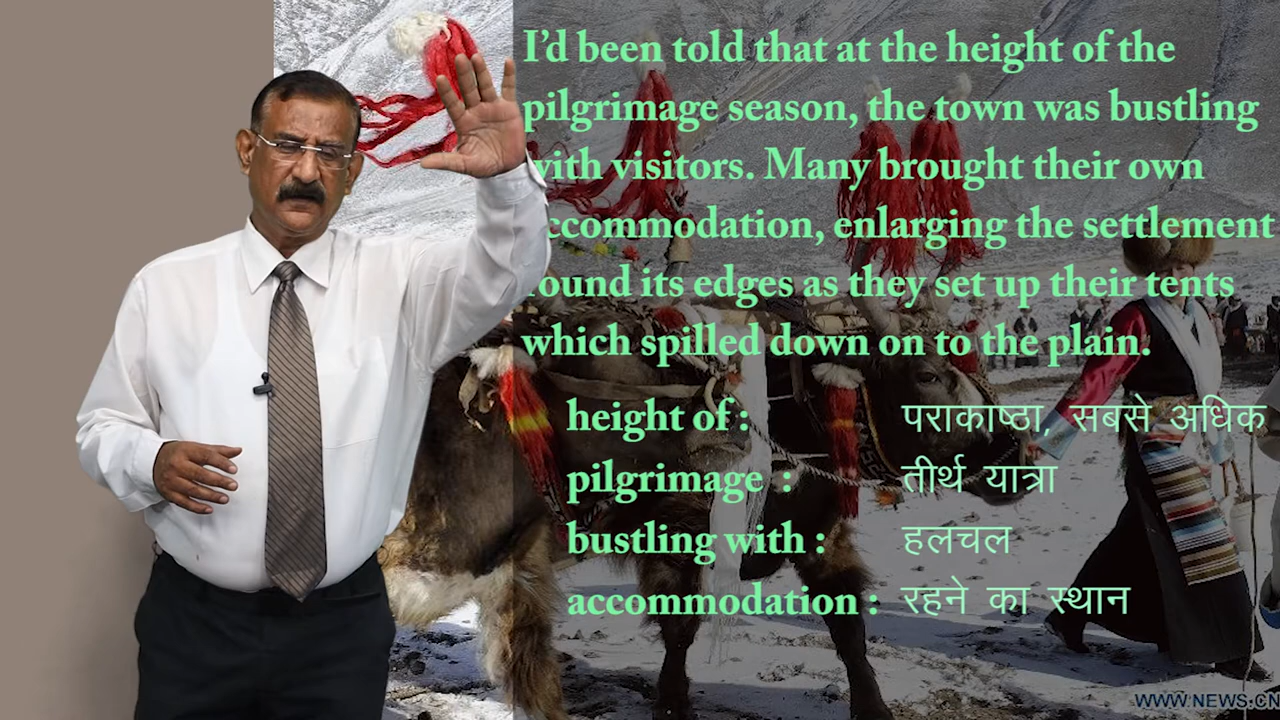 I’d been told that at the height of the
pilgrimage season, the town was bustling
with visitors. Many brought their own
accommodation, enlarging the settlement
round its edges as they set up their tents
which spilled down on to the plain.
height of : पराकाष्ठा, सबसे अधिक
pilgrimage : तीर्थ यात्रा
bustling with : हलचल
accommodation : रहने का स्थान
WWW.NEWS.CN